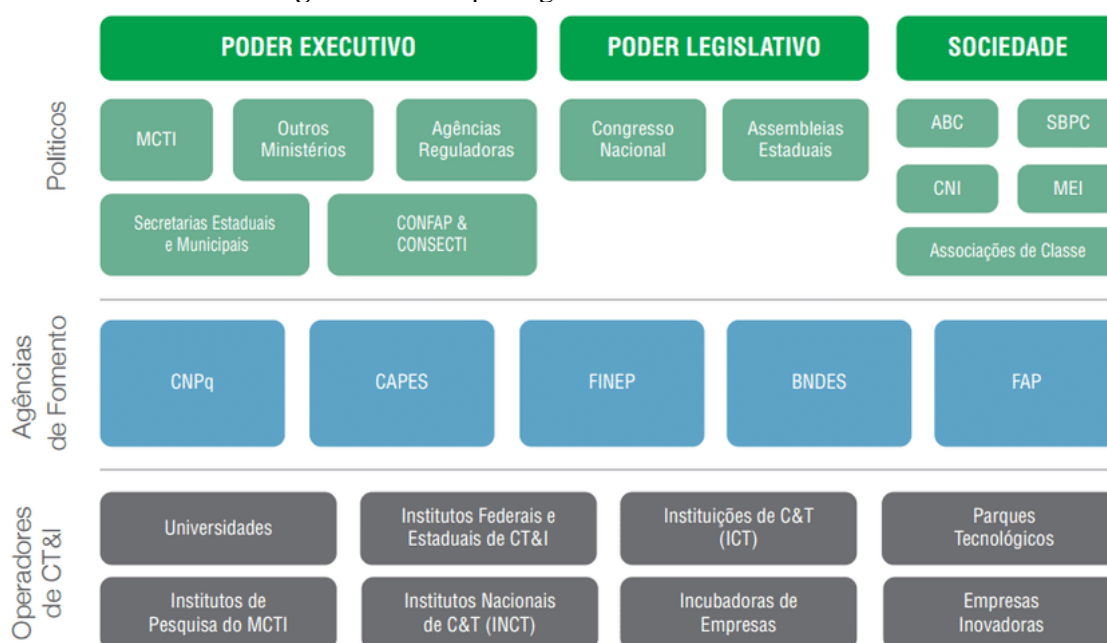 PODER EXECUTIVO
PODER LEGISLATIVO
SOCIEDADE
Políticos
MCTI
Outros
Ministérios
Agências
Reguladoras
Congresso
Nacional
Assembleias
Estaduais
ABC
SBPC
CNI
MEI
Secretarias Estaduais
e Municipais
CONFAP &
CONSECTI
Associações de Classe
Agências
de Fomento
CNPq
CAPES
FINEP
BNDES
FAP
Operadores
de CT&I
Universidades
Institutos Federais e
Estaduais de CT&I
Instituições de C&T
(ICT)
Parques
Tecnológicos
Institutos de
Pesquisa do MCTI
Institutos Nacionais
de C&T (INCT)
Incubadoras de
Empresas
Empresas
Inovadoras